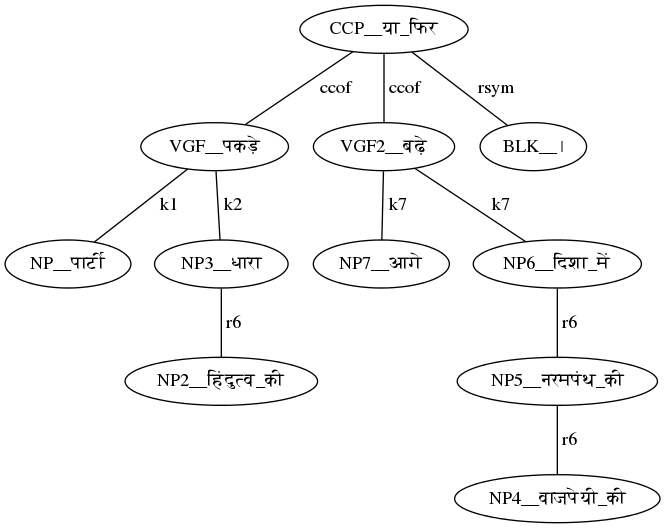 CCP__या_फिर
ccof ccof rsym
VGF__पकड़े VGF2__बढ़े BLK__।
k1 k2 k7 k7
NP__पार्टी NP3__धारा NP7__आगे NP6__दिशा_में
r6 r6
NP2__हिंदुत्व_की NP5__नरमपंथ_की
r6
NP4__वाजपेयी_की